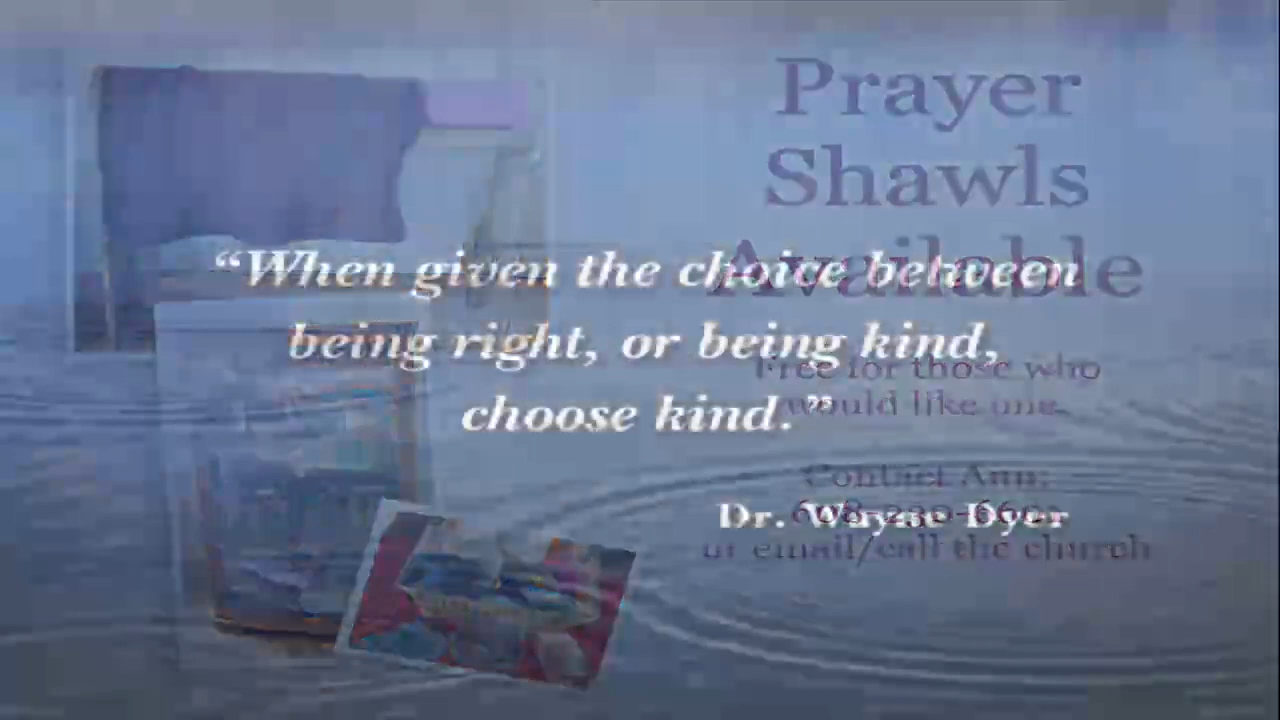 Prayer
Shawls
Available
“When given the choice between
being right, or being kind,
choose kind.”
Free for those who
would like one.
Contact Ann:
Dr. Wayne Dyer
or email/call the church